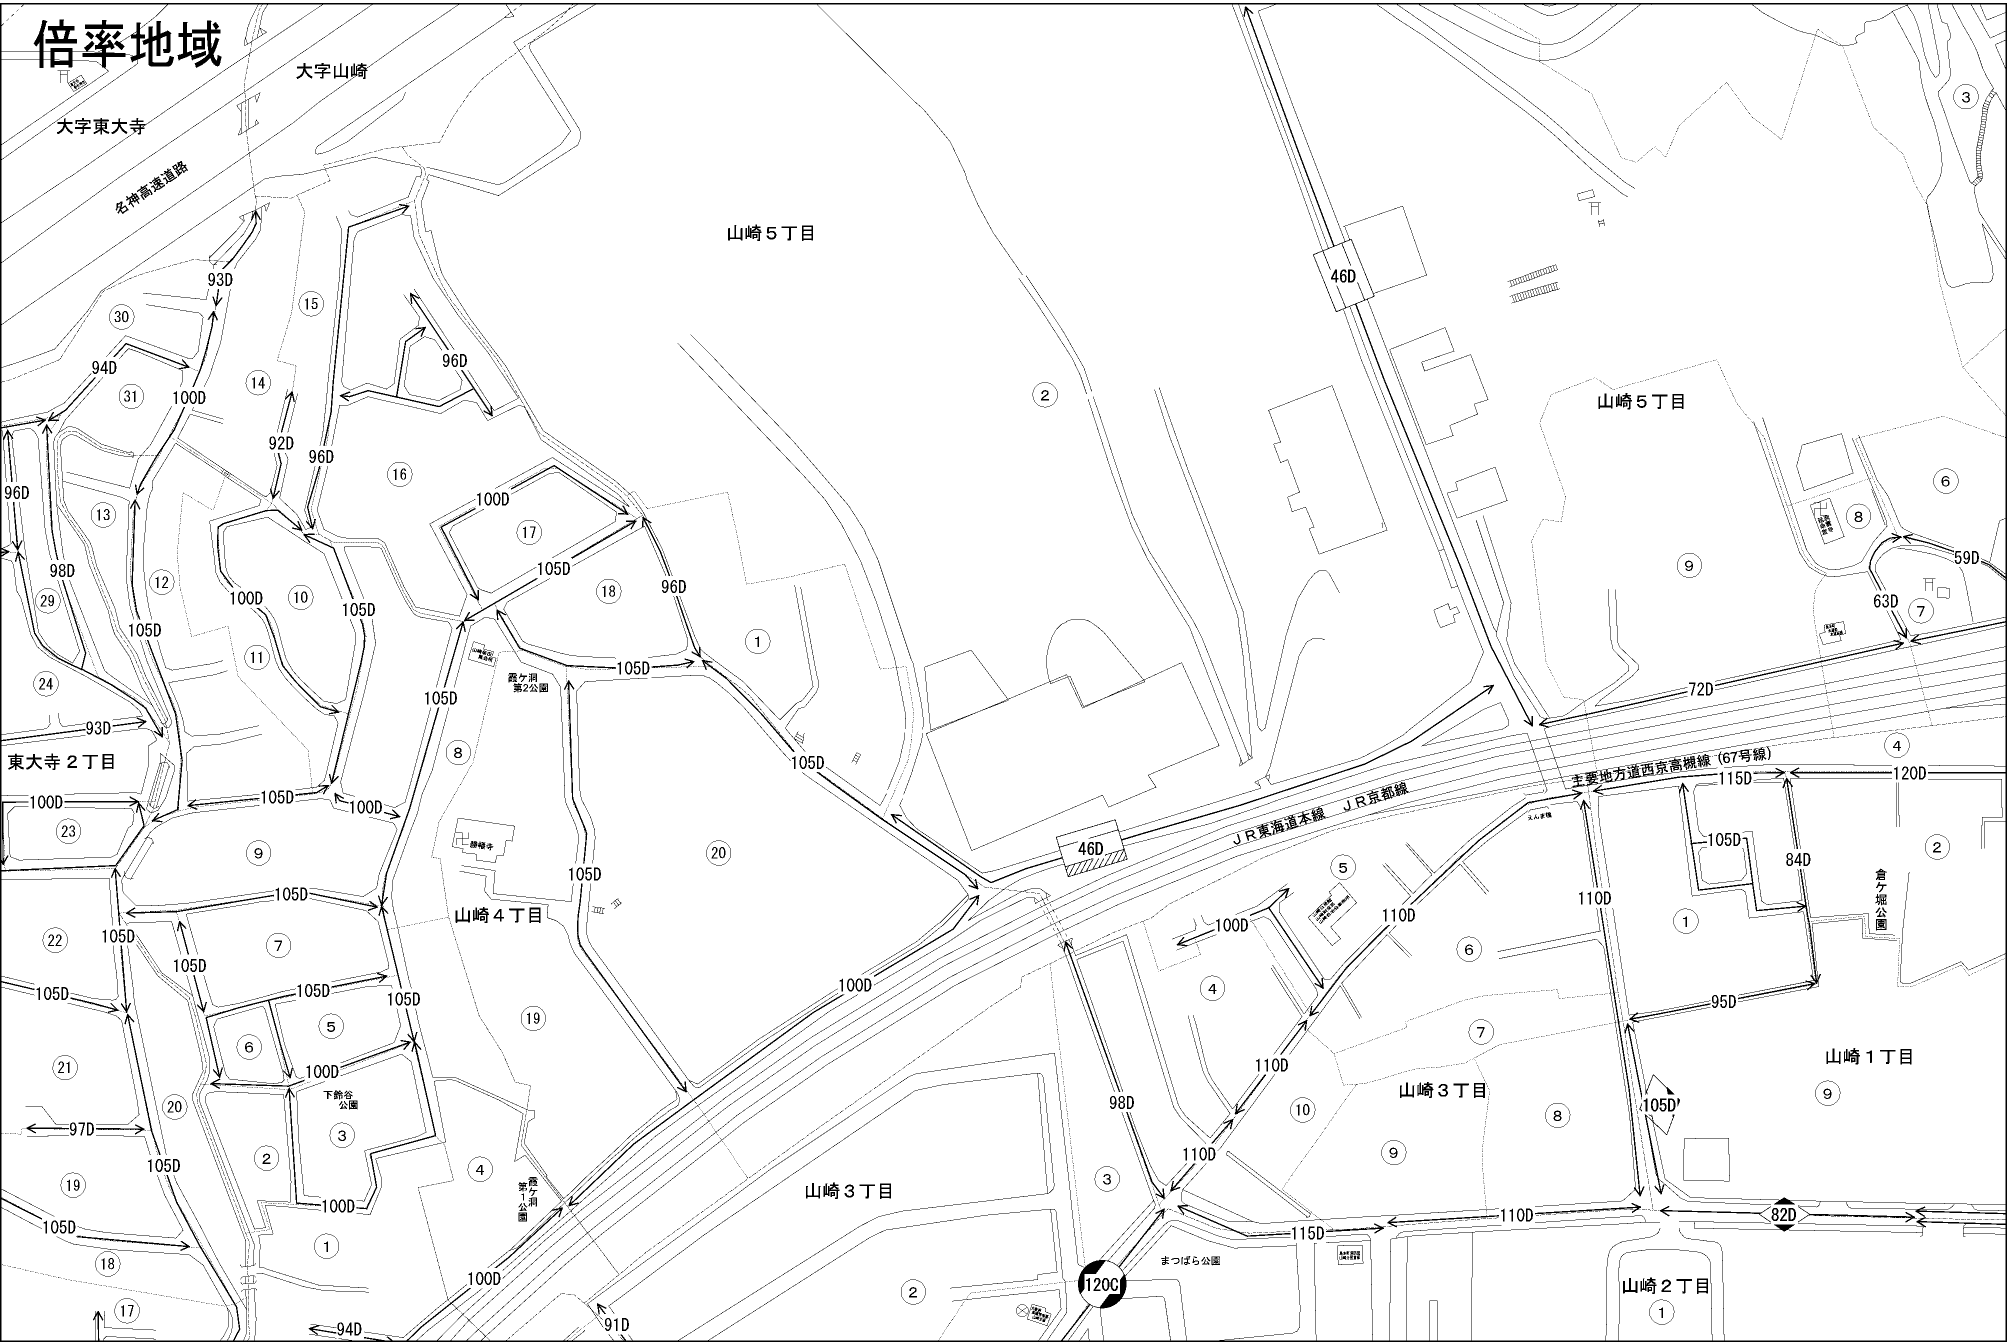 倍率地域
大字山崎
大字東大寺
名神高速道路
山崎5丁目
46D
3
93D
15
30
94D
31
100D
14
96D
2
92D
96D
16
山崎5丁目
96D
13
98D
100D
17
105D
6
8
59D
29
12
105D
100D
10
105D
18
96D
9
63D
7
11
1
24
105D
霞ケ洞
第2公園
105D
72D
93D
東大寺2丁目
8
105D
主要地方道西京高槻線（67号線）
4
115D
120D
100D
105D
100D
JR京都線
JR東海道本線
えんま堂
23
9
勝幅寺
20
46D
5
105D
84D
2
105D
105D
山崎4丁目
110D
110D
倉ケ堀公園
100D
1
22
105D
7
105D
6
105D
105D
105D
100D
4
95D
19
5
6
7
21
100D
下鈴谷
公園
110D
山崎1丁目
山崎3丁目
9
98D
105D
20
10
8
97D
3
105D
2
4
110D
9
19
霞ケ洞
第1公園
山崎3丁目
3
105D
100D
115D
110D
82D
1
18
まつばら公園
100D
120C
2
山崎2丁目
1
17
94D
91D